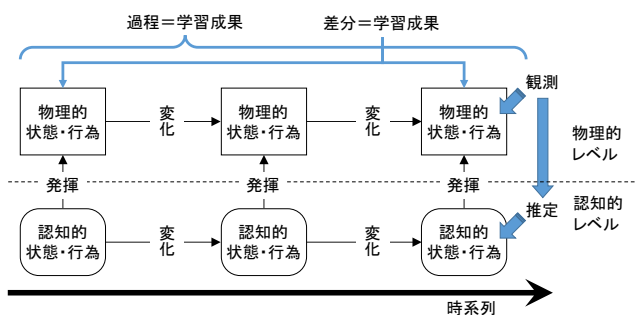 過程＝学習成果
差分＝学習成果
観測
物理的
状態・行為
変
化
物理的
状態・行為
変
化
物理的
状態・行為
物理的
レベル
発揮
発揮
発揮
推定
認知的
レベル
認知的
状態・行為
変
化
認知的
状態・行為
変
化
認知的
状態・行為
時系列